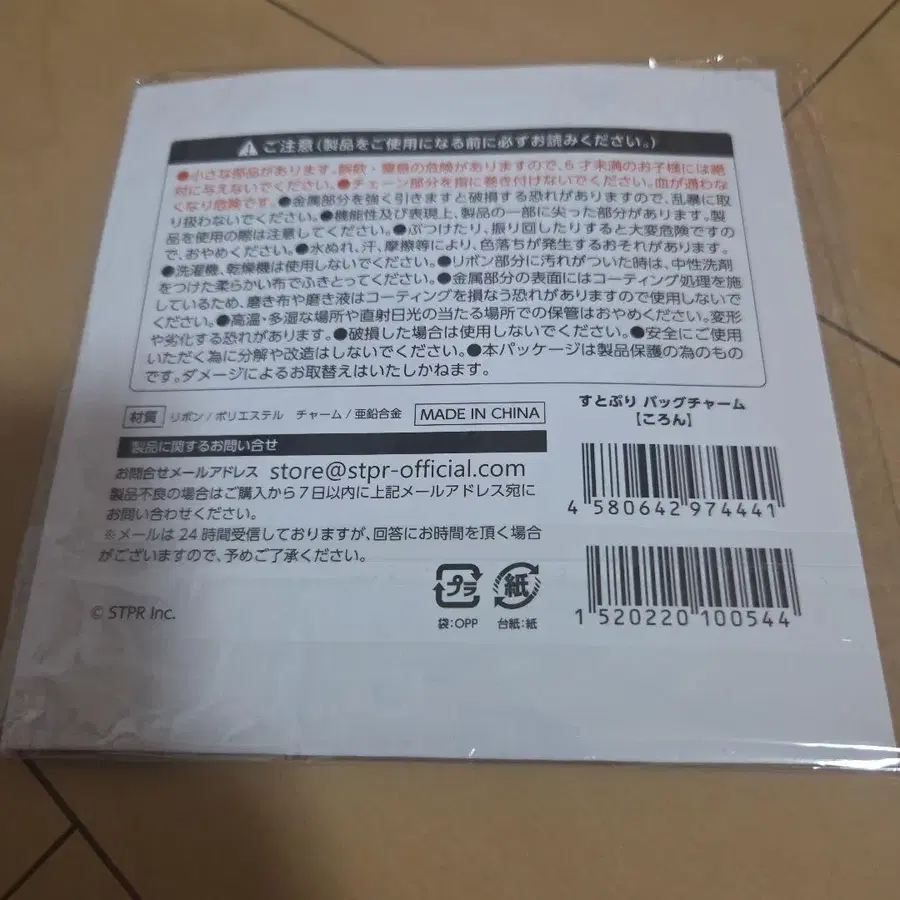 ご注意(製品をご使用になる前に必ずお読みください。)
●小さな部品があります。誤飲・窒息の危険がありますので、6才未満のお子様には絶
対に与えないでください。●チェーン部分を指に巻き付けないでください。血が通わな
くなり危険です。●金属部分を強く引きますと破損する恐れがありますので、乱暴に取
り扱わないでください。●機能性及び表現上、製品の一部に尖った部分があります。製
品を使用の際は注意してください。●ぶつけたり、振り回したりすると大変危険ですの
で、おやめください。●水ぬれ、汗、摩擦等により、色落ちが発生するおそれがあります。
●洗濯機、乾燥機は使用しないでください。●リボン部分に汚れがついた時は、中性洗剤
をつけた柔らかい布でふきとってください。●金属部分の表面にはコーティング処理を施
しているため、磨き布や磨き液はコーティングを損なう恐れがありますので使用しないで
ください。●高温・多湿な場所や直射日光の当たる場所での保管はおやめください。変形
や劣化する恐れがあります。●破損した場合は使用しないでください。●安全にご使用
いただく為に分解や改造はしないでください。●本パッケージは製品保護の為のもの
です。ダメージによるお取替えはいたしかねます。
材質 リボン/ポリエステル チャーム/亜鉛合金 MADE IN CHINA
製品に関するお問い合せ
お問合せメールアドレス store@stpr-official.com
製品不良の場合はご購入から7日以内に上記メールアドレス宛に
お問い合わせください。
※メールは24時間受信しておりますが、回答にお時間を頂く場合
がございますので、予めご了承ください。
© STPR Inc.
プラ
袋:OPP
紙
台紙:紙
すとぷり バッグチャーム
【ころん】
4 580642 974441
1 520220 100544